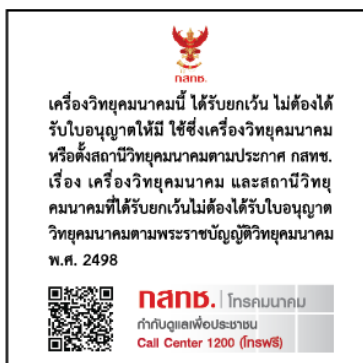 กสทช.
เครื่องวิทยุคมนาคมนี้ ได้รับยกเว้น ไม่ต้องได้
รับใบอนุญาตให้มี ใช้ซึ่งเครื่องวิทยุคมนาคม
หรือตั้งสถานีวิทยุคมนาคมตามประกาศ กสทช.
เรื่อง เครื่องวิทยุคมนาคม และสถานีวิทยุ
คมนาคมที่ได้รับยกเว้นไม่ต้องได้รับใบอนุญาต
วิทยุคมนาคมตามพระราชบัญญัติวิทยุคมนาคม
พ.ศ. 2498
กสทช. | โทรคมนาคม
กำกับดูแลเพื่อประชาชน
Call Center 1200 (โทรฟรี)